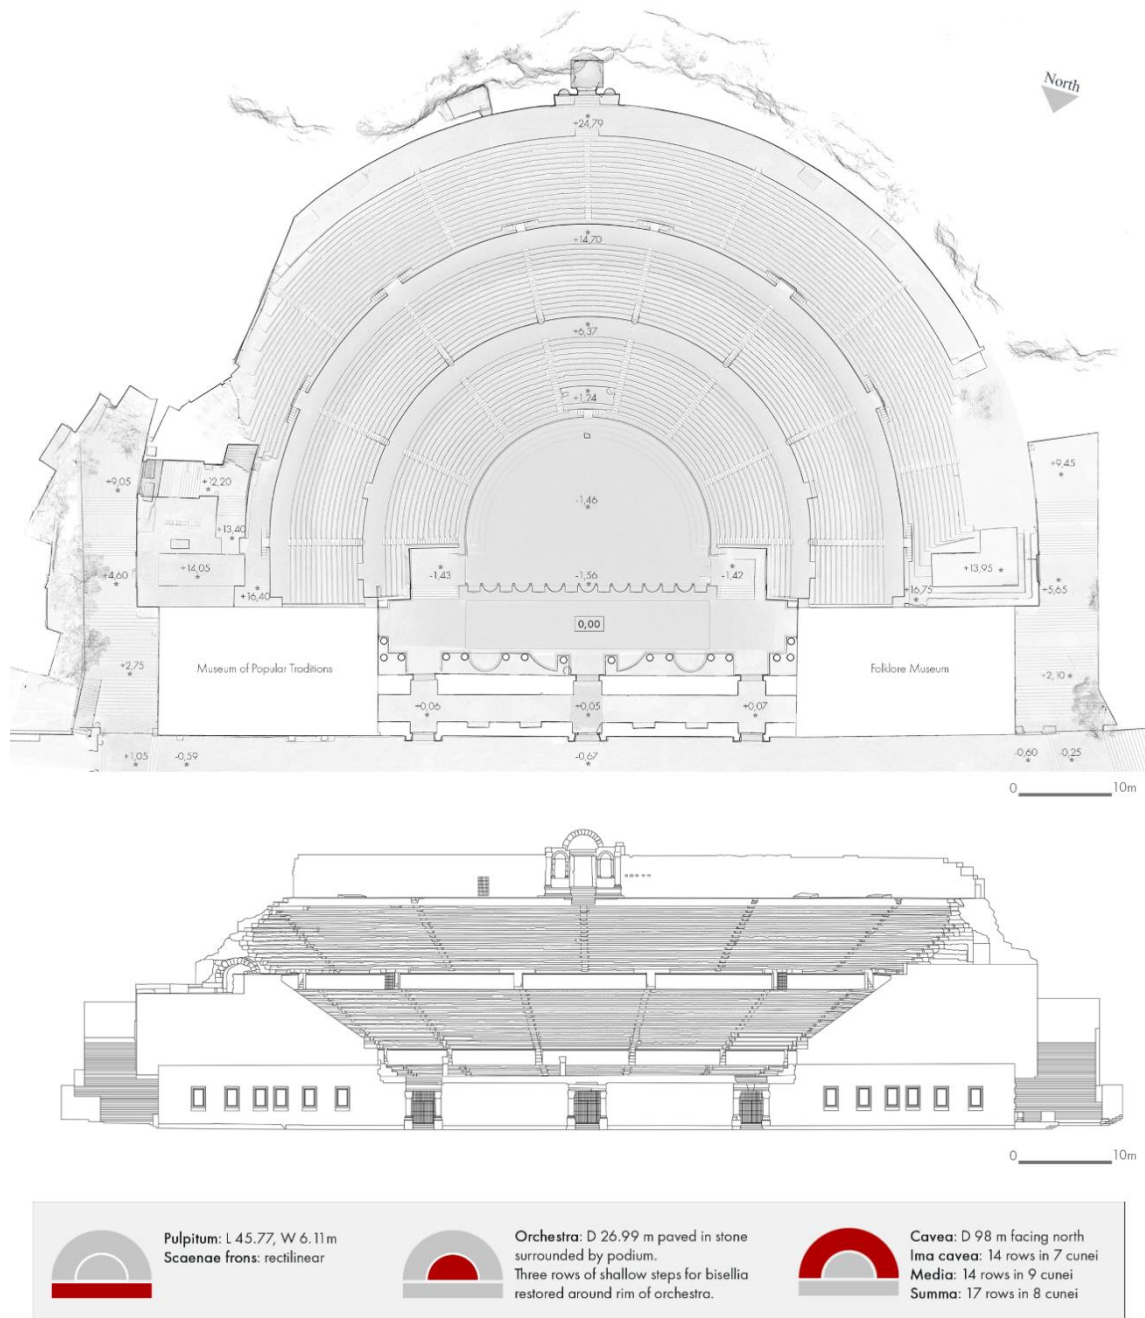 North
+24,79
+14,70
+6,37
+1,24
+9,05
+12,20
+9,45
-1,46
+13,40
+4,60
+14,05
-1,43
-1,56
-1,42
+13,95
+16,40
+16,75
+5,65
0,00
+2,75
Museum of Popular Traditions
Folklore Museum
+2,10
+0,06
+0,05
+0,07
+1,05
-0,59
-0,67
-0,60
-0,25
0 10m
0 10m
Pulpitum: L 45.77, W 6.11m
Scaenae frons: rectilinear
Orchestra: D 26.99 m paved in stone
surrounded by podium.
Three rows of shallow steps for bisellia
restored around rim of orchestra.
Cavea: D 98 m facing north
Ima cavea: 14 rows in 7 cunei
Media: 14 rows in 9 cunei
Summa: 17 rows in 8 cunei